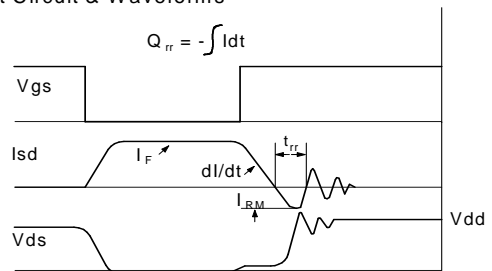 t Circuit & Waveforms
Q rr = -∫Idt
Vgs
Isd
I F
dI/dt
t rr
I RM
Vds
Vdd